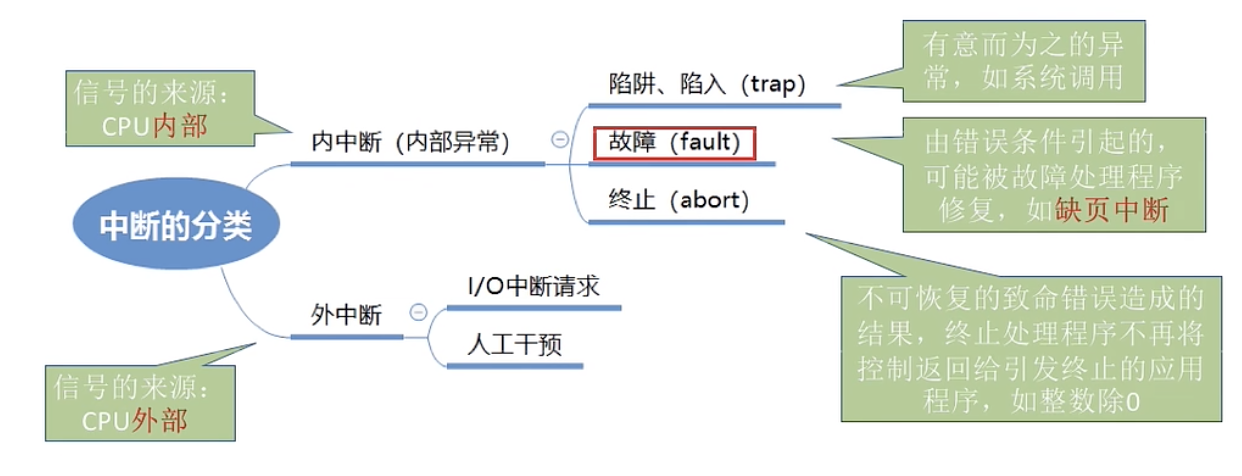 有意而为之的异
常，如系统调用
信号的来源：
CPU内部
陷阱、陷入（trap）
内中断（内部异常）
故障（fault）
由错误条件引起的，
可能被故障处理程序
修复，如缺页中断
终止（abort）
中断的分类
I/O中断请求
外中断
人工干预
不可恢复的致命错误造成的
结果，终止处理程序不再将
控制返回给引发终止的应用
程序，如整数除0
信号的来源：
CPU外部